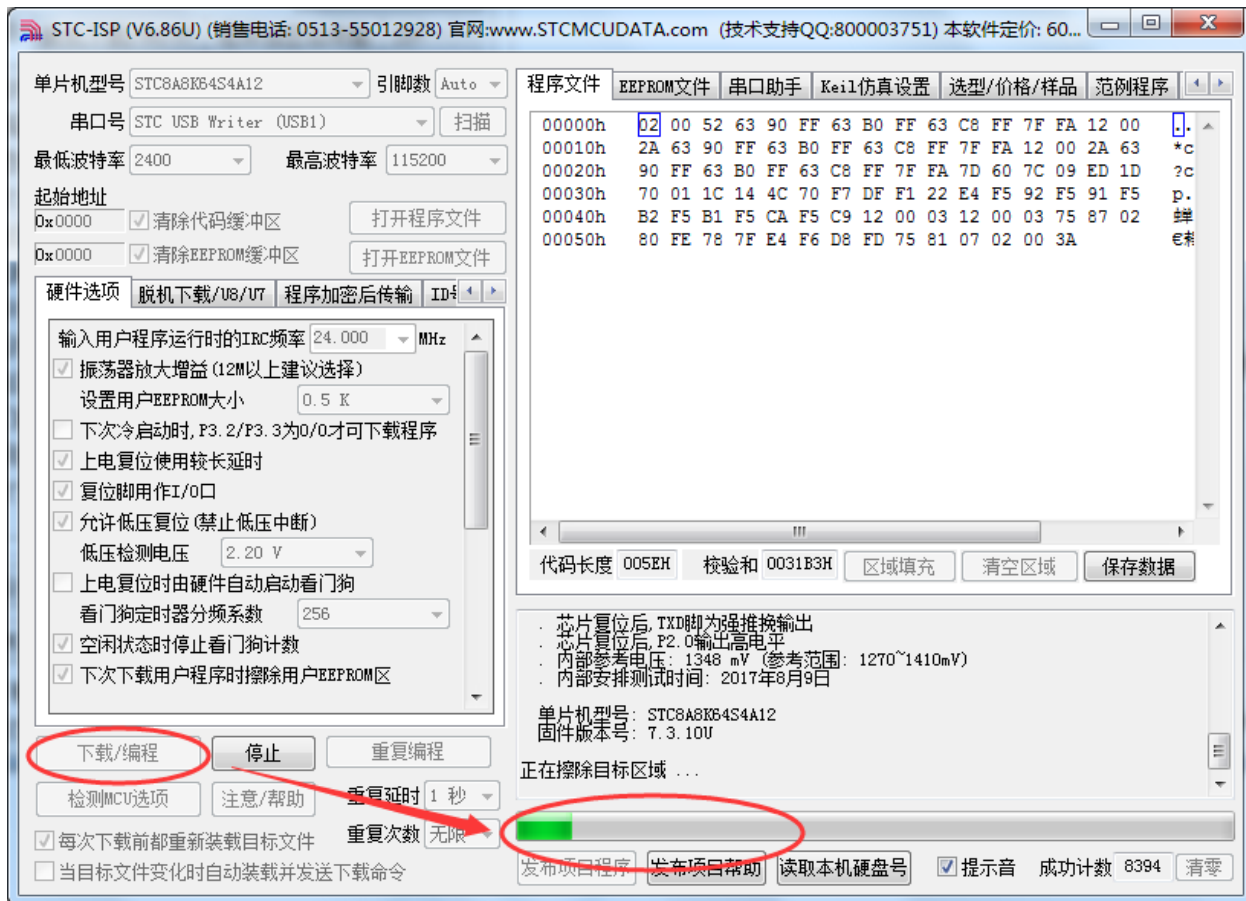 STC-ISP (V6.86U) (销售电话: 0513-55012928) 官网:www.STCMCUDATA.com (技术支持QQ:800003751) 本软件定价: 60...
单片机型号 STC8A8K64S4A12 引脚数 Auto
串口号 STC USB Writer (USB1) 扫描
最低波特率 2400 最高波特率 115200
起始地址
0x0000 清除代码缓冲区 打开程序文件
0x0000 清除EEPROM缓冲区 打开EEPROM文件
硬件选项 脱机下载/U8/U7 程序加密后传输
输入用户程序运行时的IRC频率 24.000 MHz
振荡器放大增益(12M以上建议选择)
设置用户EEPROM大小 0.5 K
下次冷启动时,P3.2/P3.3为0/0才可下载程序
上电复位使用较长延时
复位脚用作I/O口
允许低压复位(禁止低压中断)
低压检测电压 2.20 V
上电复位时由硬件自动启动看门狗
看门狗定时器分频系数 256
空闲状态时停止看门狗计数
下次下载用户程序时擦除用户EEPROM区
下载/编程 停止 重复编程
检测MCU选项 注意/帮助 重复延时 1 秒
每次下载前都重新装载目标文件 重复次数 无限
当目标文件变化时自动装载并发送下载命令
程序文件 EEPROM文件 串口助手 Keil仿真设置 选型/价格/样品 范例程序
00000h 02 00 52 63 90 FF 63 B0 FF 63 C8 FF 7F FA 12 00 ..
00010h 2A 63 90 FF 63 B0 FF 63 C8 FF 7F FA 12 00 2A 63 *c
00020h 90 FF 63 B0 FF 63 C8 FF 7F FA 7D 60 7C 09 ED 1D ?c
00030h 70 01 1C 14 4C 70 F7 DF F1 22 E4 F5 92 F5 91 F5 p.
00040h B2 F5 B1 F5 CA F5 C9 12 00 03 12 00 03 75 87 02
00050h 80 FE 78 7F E4 F6 D8 FD 75 81 07 02 00 3A
代码长度 005EH 校验和 0031B3H 区域填充 清空区域 保存数据
. 芯片复位后,TXD脚为强推挽输出
. 芯片复位后,P2.0输出高电平
. 内部参考电压: 1348 mV (参考范围: 1270~1410mV)
. 内部安排测试时间: 2017年8月9日
单片机型号: STC8A8K64S4A12
固件版本号: 7.3.10U
正在擦除目标区域 ...
发布项目程序 发布项目帮助 读取本机硬盘号 提示音 成功计数 8394 清零